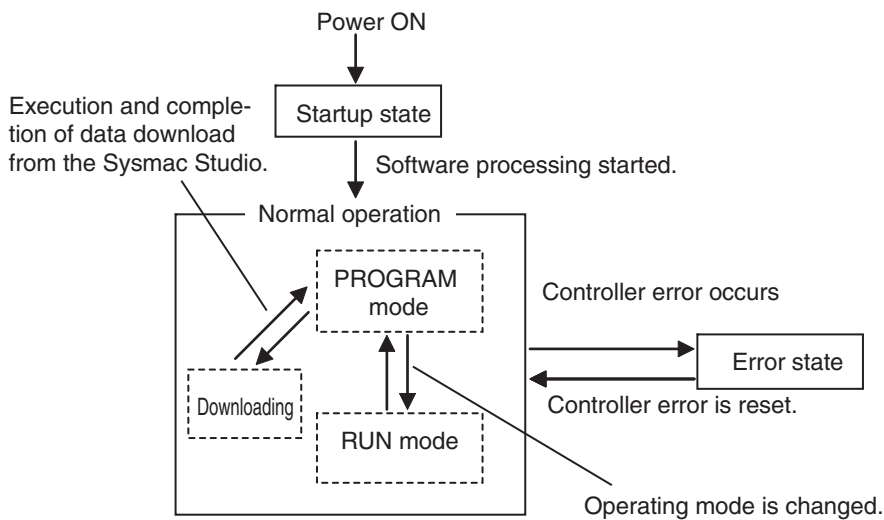 Power ON
Startup state
Execution and comple-
tion of data download
from the Sysmac Studio.
Software processing started.
Normal operation
PROGRAM
mode
Controller error occurs
Error state
Downloading
Controller error is reset.
RUN mode
Operating mode is changed.